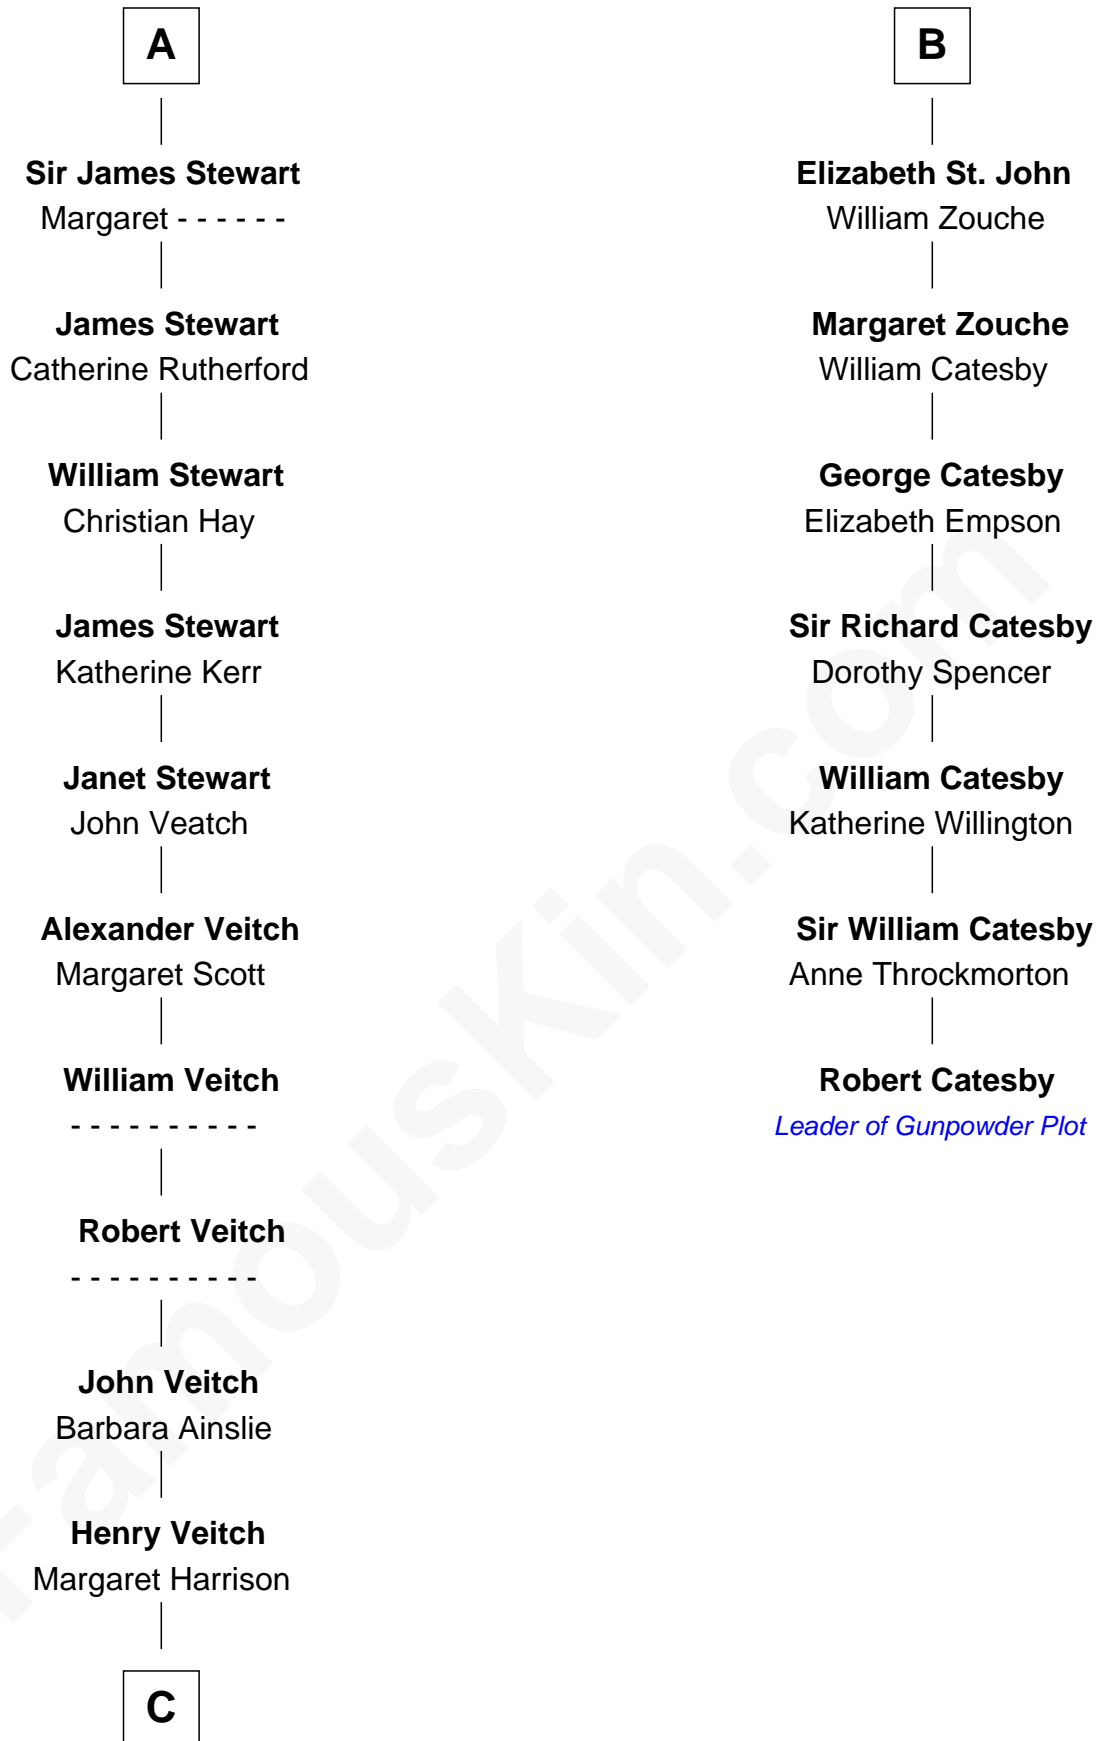 A
Sir James Stewart
Margaret - - - - - -
James Stewart
Catherine Rutherford
William Stewart
Christian Hay
James Stewart
Katherine Kerr
Janet Stewart
John Veatch
Alexander Veitch
Margaret Scott
William Veitch
- - - - - - - - - -
Robert Veitch
- - - - - - - - - -
John Veitch
Barbara Ainslie
Henry Veitch
Margaret Harrison
C
B
Elizabeth St. John
William Zouche
Margaret Zouche
William Catesby
George Catesby
Elizabeth Empson
Sir Richard Catesby
Dorothy Spencer
William Catesby
Katherine Willington
Sir William Catesby
Anne Throckmorton
Robert Catesby
Leader of Gunpowder Plot
FamousKin.com